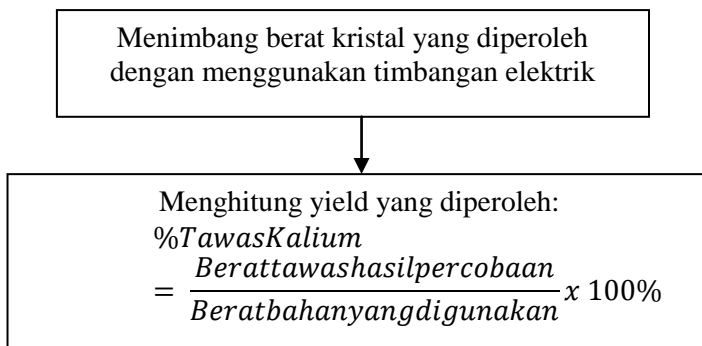 Menimbang berat kristal yang diperoleh
dengan menggunakan timbangan elektrik
Menghitung yield yang diperoleh:
%TawasKalium
= Berattawashasilpercobaan / Beratbahanyangdigunakan x 100%